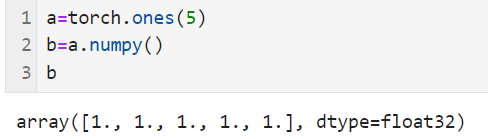 1 a=torch.ones(5)
2 b=a.numpy()
3 b
array([1., 1., 1., 1., 1.], dtype=float32)